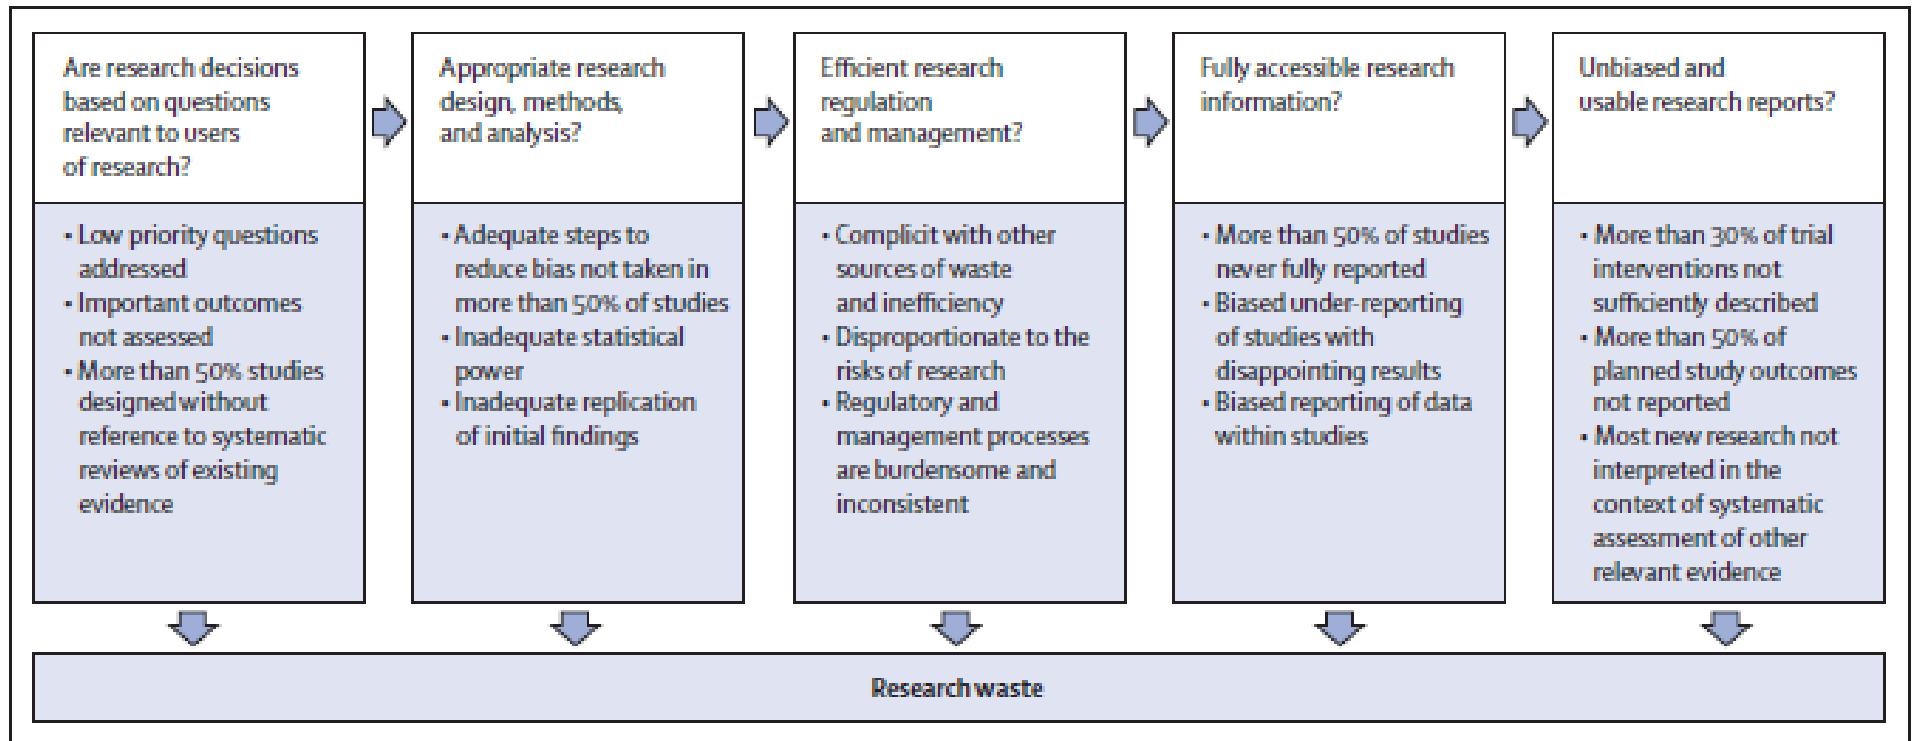 Are research decisions
based on questions
relevant to users
of research?
• Low priority questions
addressed
• Important outcomes
not assessed
• More than 50% studies
designed without
reference to systematic
reviews of existing
evidence
Appropriate research
design, methods,
and analysis?
• Adequate steps to
reduce bias not taken in
more than 50% of studies
• Inadequate statistical
power
• Inadequate replication
of initial findings
Efficient research
regulation
and management?
• Complicit with other
sources of waste
and inefficiency
• Disproportionate to the
risks of research
• Regulatory and
management processes
are burdensome and
inconsistent
Fully accessible research
information?
• More than 50% of studies
never fully reported
• Biased under-reporting
of studies with
disappointing results
• Biased reporting of data
within studies
Unbiased and
usable research reports?
• More than 30% of trial
interventions not
sufficiently described
• More than 50% of
planned study outcomes
not reported
• Most new research not
interpreted in the
context of systematic
assessment of other
relevant evidence
Research waste